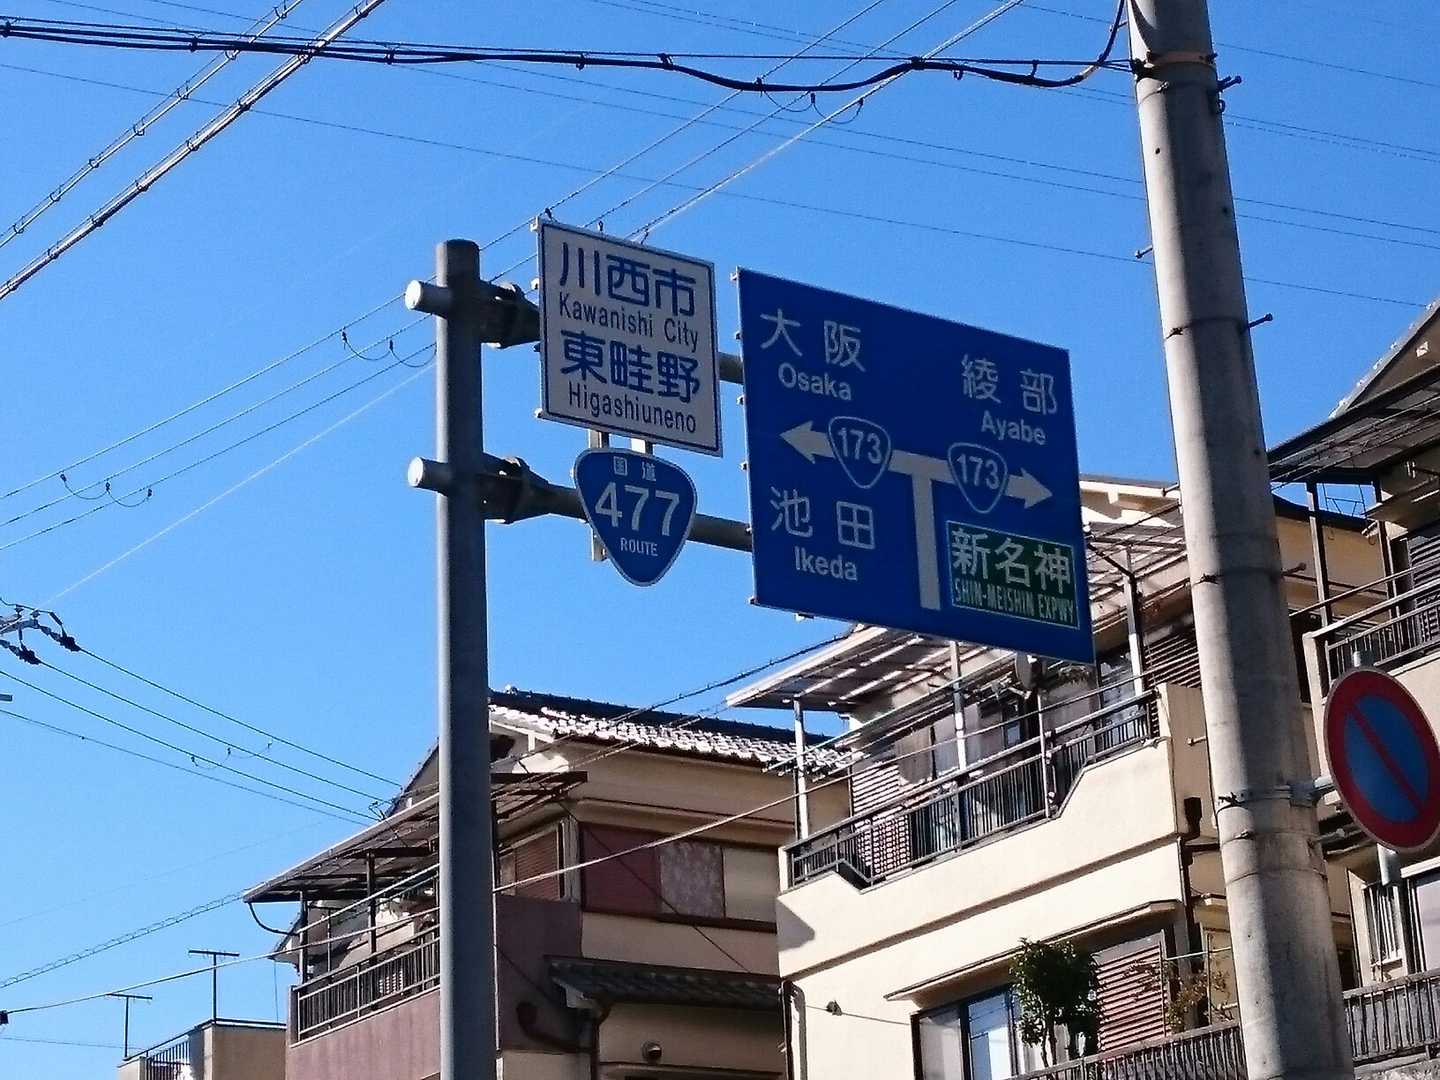 川西市
Kawanishi City
東畦野
Higashiuneno
国道
477
ROUTE
大阪
Osaka
綾部
Ayabe
173
173
池田
Ikeda
新名神
SHIN-MEISHIN EXPWY